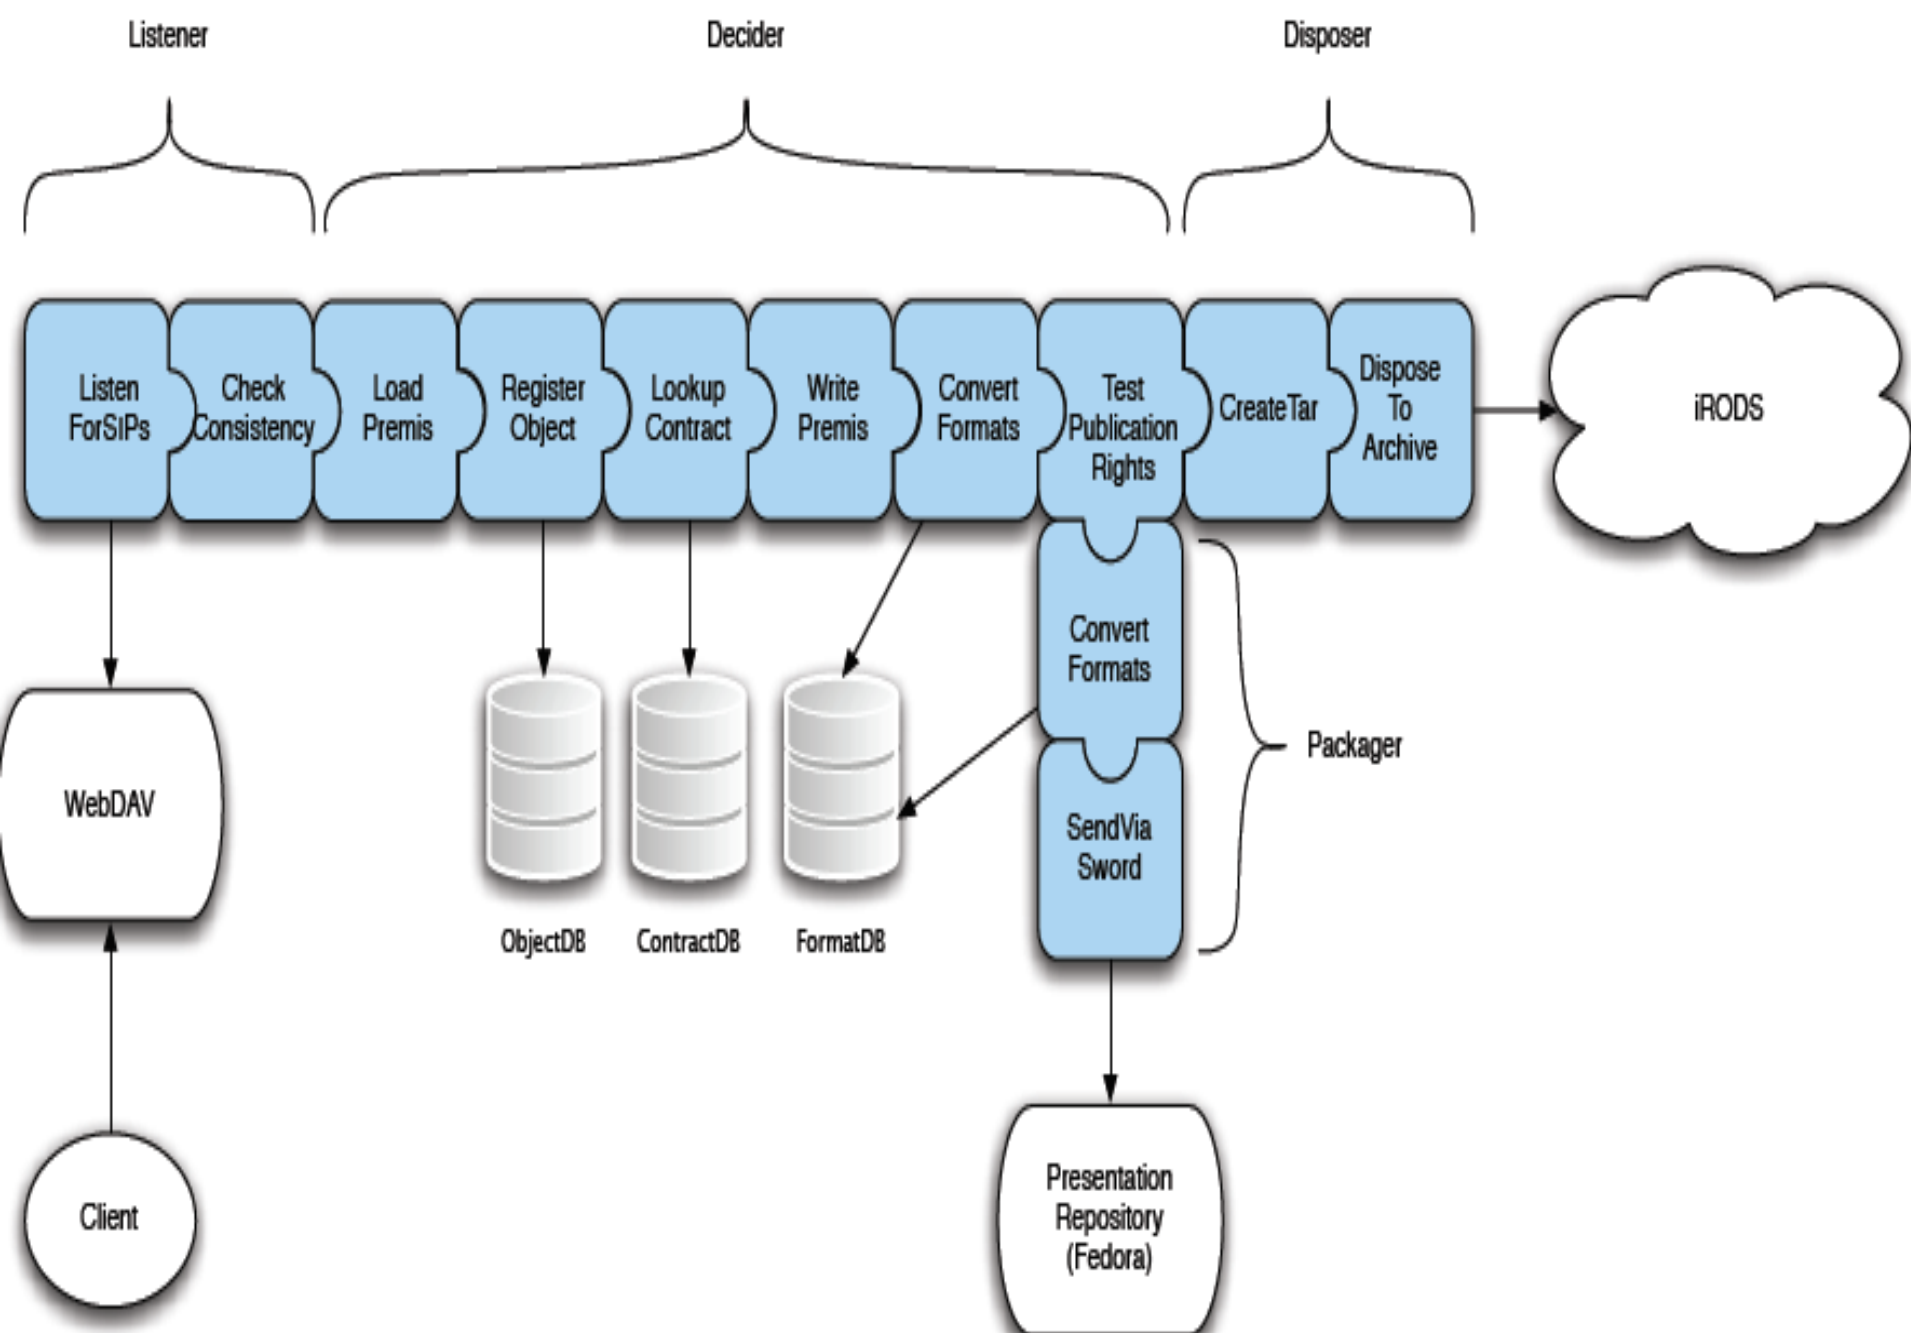 Listener
Decider
Disposer
Listen
ForSIPs
Check
Consistency
Load
Premis
Register
Object
Lookup
Contract
Write
Premis
Convert
Formats
Test
Publication
Rights
CreateTar
Dispose
To
Archive
iRODS
Convert
Formats
Packager
WebDAV
SendVia
Sword
ObjectDB
ContractDB
FormatDB
Client
Presentation
Repository
(Fedora)